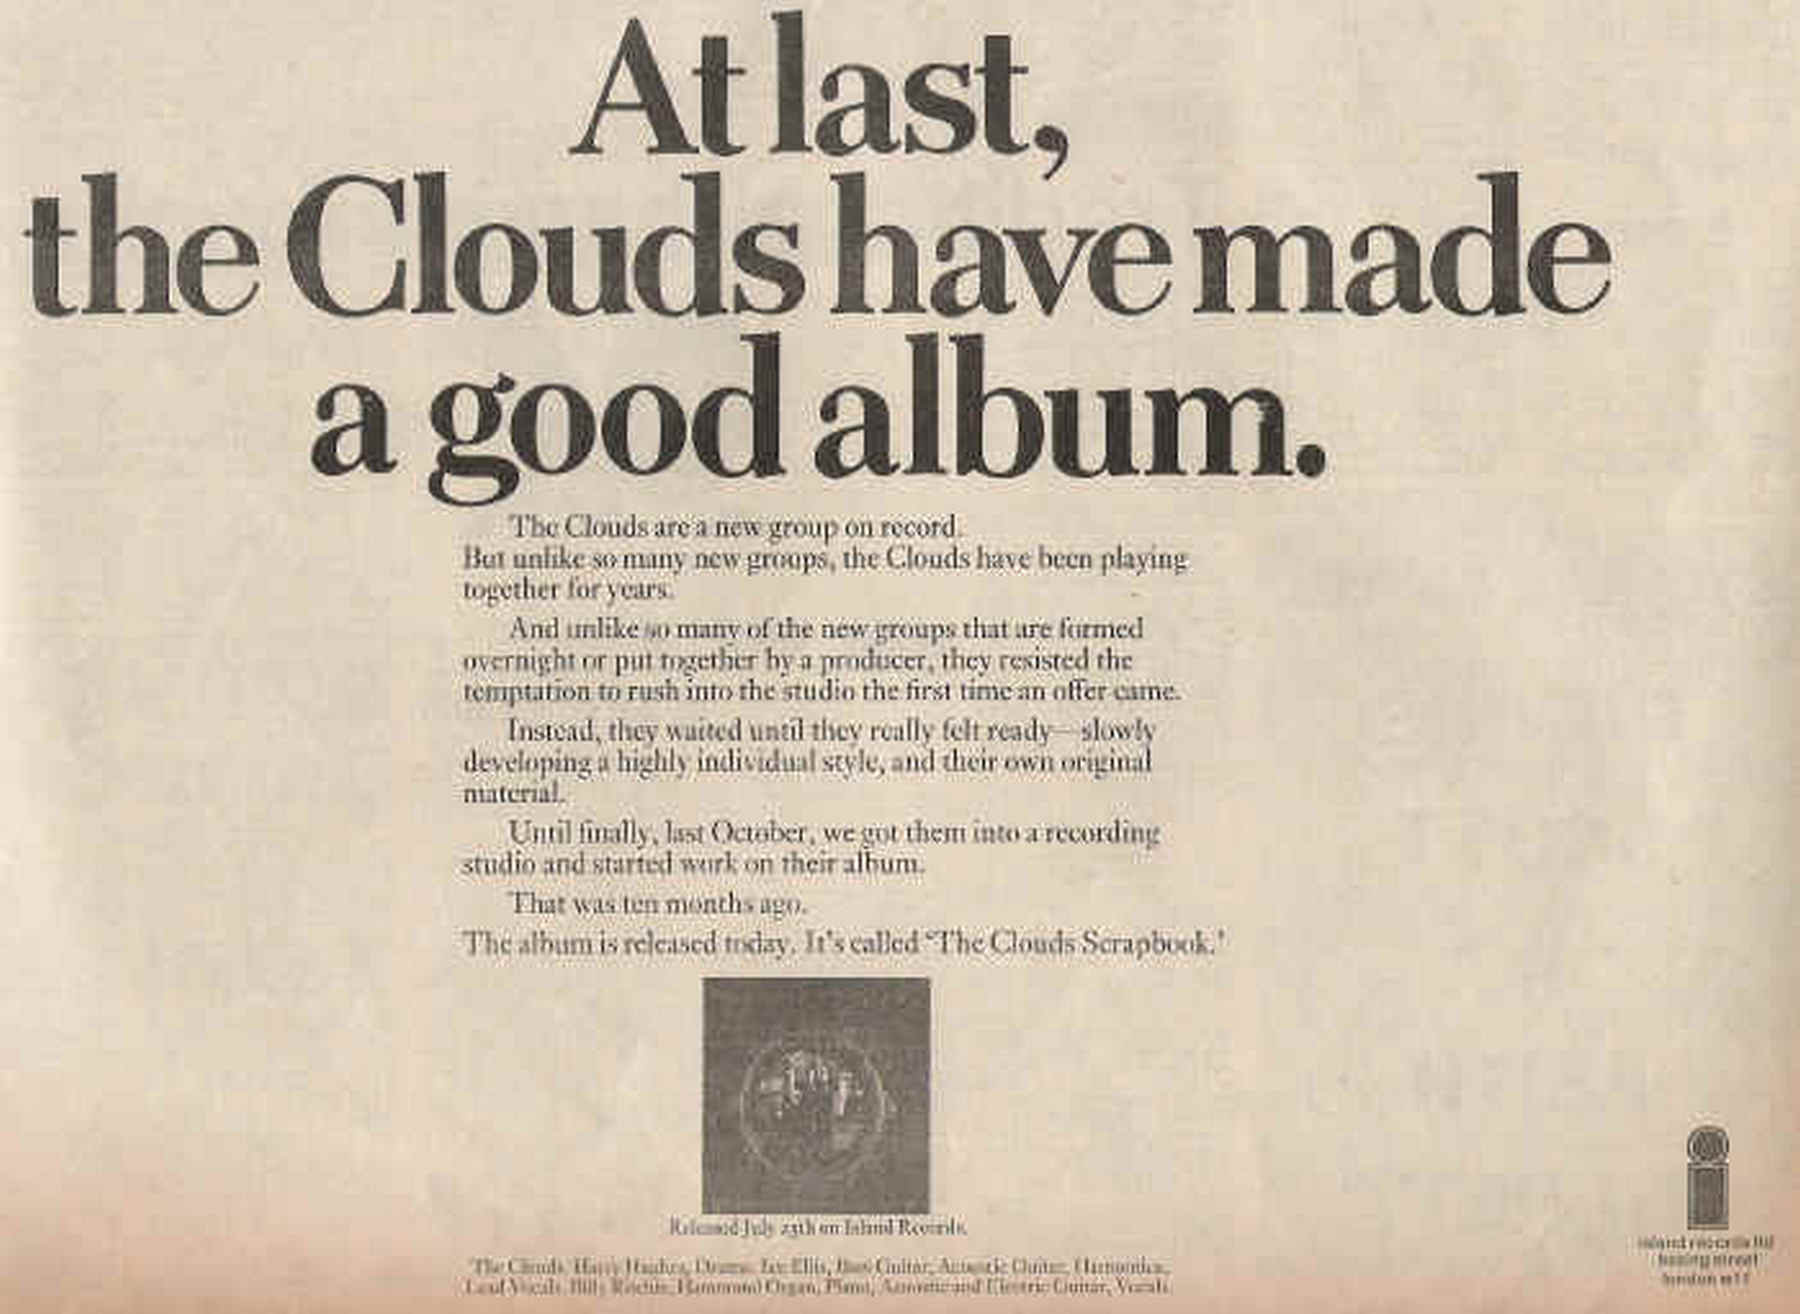 At last,
the Clouds have made
a good album.
The Clouds are a new group on record.
But unlike so many new groups, the Clouds have been playing
together for years.
And unlike so many of the new groups that are formed
overnight or put together by a producer, they resisted the
temptation to rush into the studio the first time an offer came.
Instead, they waited until they really felt ready—slowly
developing a highly individual style, and their own original
material.
Until finally, last October, we got them into a recording
studio and started work on their album.
That was ten months ago.
The album is released today. It's called ‘The Clouds Scrapbook.’
Released July 25th on Island Records.
The Clouds. Harry Hughes, Drums. Ian Ellis, Bass Guitar, Acoustic Guitar, Harmonica,
Lead Vocals. Billy Ritchie, Hammond Organ, Piano, Acoustic and Electric Guitar, Vocals.
island records ltd
basing street
london w11